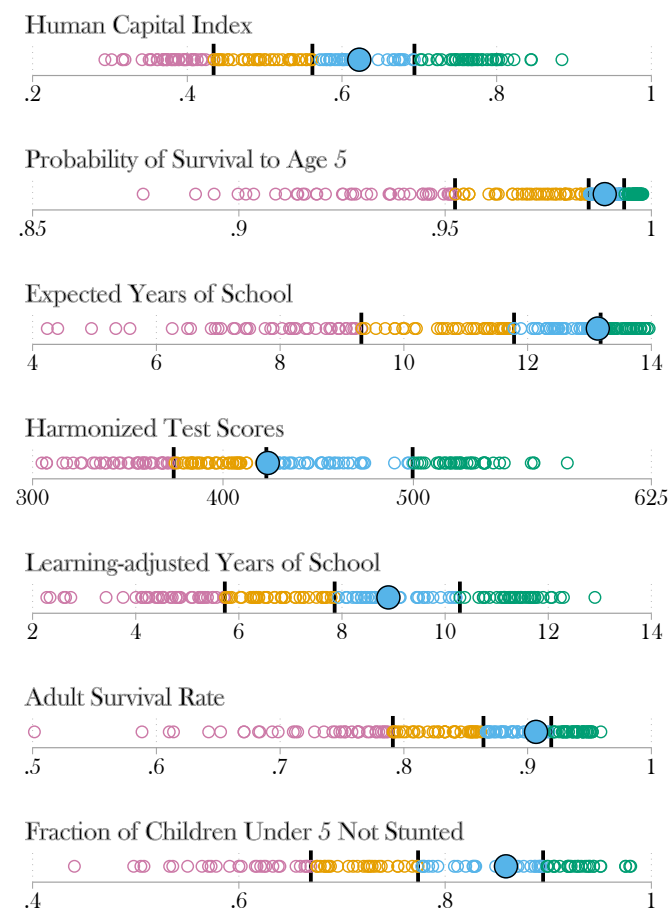 Human Capital Index
.2 .4 .6 .8 1
Probability of Survival to Age 5
.85 .9 .95 1
Expected Years of School
4 6 8 10 12 14
Harmonized Test Scores
300 400 500 625
Learning-adjusted Years of School
2 4 6 8 10 12 14
Adult Survival Rate
.5 .6 .7 .8 .9 1
Fraction of Children Under 5 Not Stunted
.4 .6 .8 1